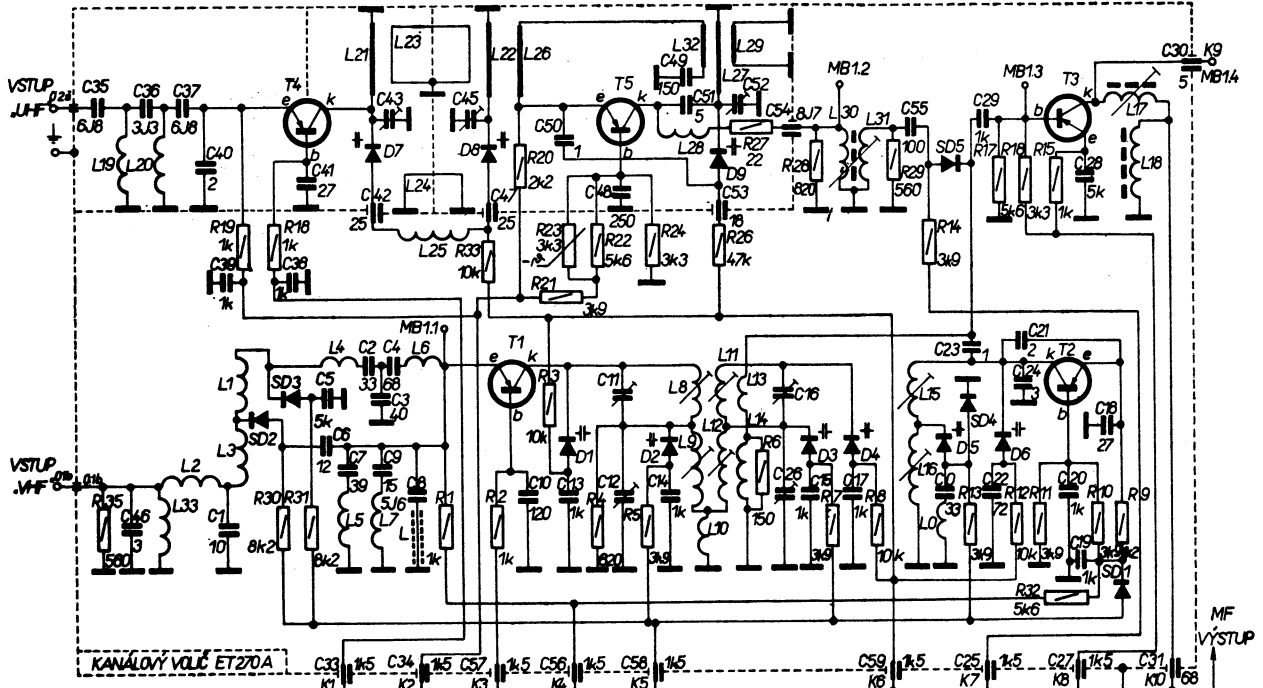 VSTUP
.UHF
C35
6J8
C36
3J3
C37
6J8
L19
L20
C40
2
T4
e
k
b
C41
27
L21
L23
C43
C45
D7
D8
L22
L26
L24
C42
25
C47
25
L25
R19
1k
R18
1k
C39
1k
C38
1k
R33
10k
R20
2k2
C50
1
T5
e
k
b
C49
150
L32
L29
L27
C51
5
C52
L28
R27
22
C54
8J7
D9
C53
18
C48
250
R23
3k3
R22
5k6
R24
3k3
R26
47k
R21
3k9
MB1.2
L30
L31
R28
820
C55
100
R29
560
SD5
R14
3k9
C29
1k
MB1.3
T3
k
b
e
R17
5k6
R16
3k3
R15
1k
C28
5k
L17
L18
C30
5
K9
MB1.4
VSTUP
.VHF
R35
560
C46
3
L33
L2
C1
10
L1
L3
SD3
SD2
C5
5k
L4
C2
33
C4
68
L6
C3
40
MB1.1
C6
12
C7
39
C9
15
5J6
L5
L7
C8
L
R1
1k
R30
8k2
R31
8k2
T1
e
k
b
R2
1k
C10
120
R3
10k
D1
C13
1k
C11
C12
R4
820
R5
3k9
D2
C14
1k
L8
L9
L10
L11
L12
L13
L14
R6
150
C16
C26
D3
C15
1k
R7
3k9
D4
C17
1k
R8
10k
L15
L16
L0
D5
SD4
R13
3k9
33
D6
C22
72
R12
10k
R11
3k9
C23
1
C21
2
C24
3
T2
k
e
b
C18
27
C20
1k
R10
3k9
R9
C19
1k
SD1
R32
5k6
KANÁLOVÝ VOLIČ ET270A
C33
1k5
K1
C34
1k5
K2
C57
1k5
K3
C56
1k5
K4
C58
1k5
K5
C59
1k5
K6
C25
1k5
K7
C27
1k5
K8
C31
68
K10
MF
VÝSTUP